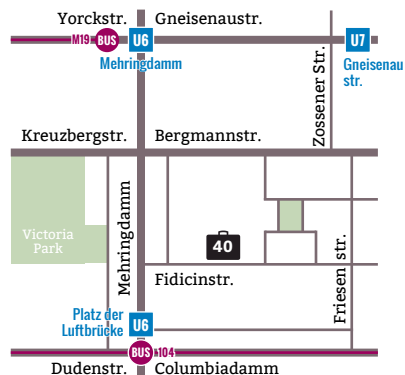 Yorckstr. Gneisenaustr.
M19 BUS U6 U7
Mehringdamm
Gneisenau
str.
Zossener Str.
Kreuzbergstr. Bergmannstr.
Victoria
Park
Mehringdamm
40
Fidicinstr.
Friesen str.
Platz der
Luftbrücke
U6
BUS 104
Dudenstr. Columbiadamm